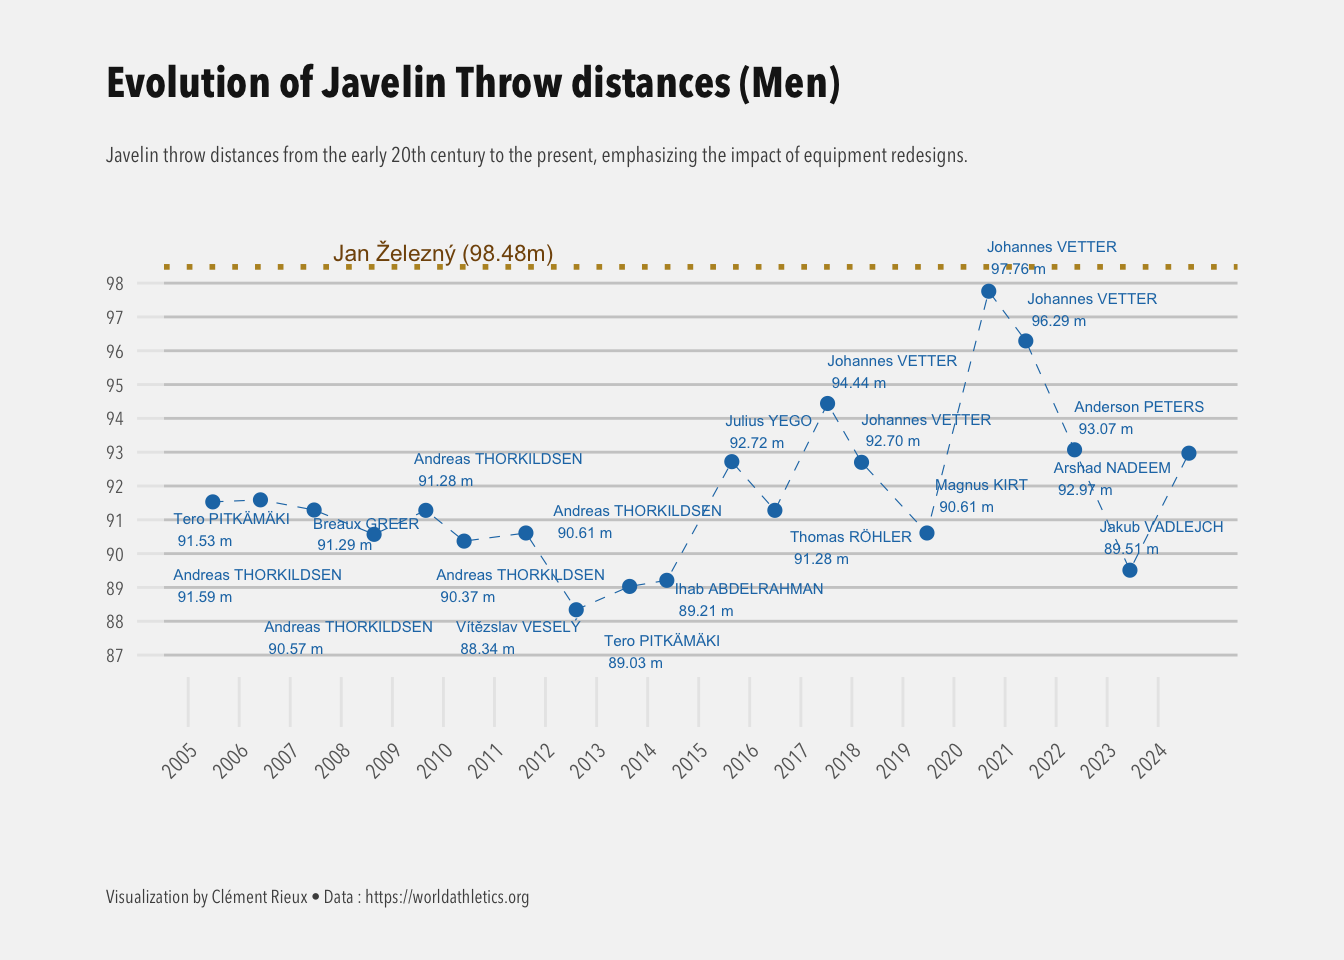 Evolution of Javelin Throw distances (Men)
Javelin throw distances from the early 20th century to the present, emphasizing the impact of equipment redesigns.
Jan Železný (98.48m)
98
97
96
95
94
93
92
91
90
89
88
87
Tero PITKÄMÄKI
91.53 m
Andreas THORKILDSEN
91.59 m
Breaux GREER
91.29 m
Andreas THORKILDSEN
90.57 m
Andreas THORKILDSEN
91.28 m
Andreas THORKILDSEN
90.37 m
Andreas THORKILDSEN
90.61 m
Vítězslav VESELÝ
88.34 m
Tero PITKÄMÄKI
89.03 m
Ihab ABDELRAHMAN
89.21 m
Julius YEGO
92.72 m
Thomas RÖHLER
91.28 m
Johannes VETTER
94.44 m
Johannes VETTER
92.70 m
Magnus KIRT
90.61 m
Johannes VETTER
97.76 m
Johannes VETTER
96.29 m
Anderson PETERS
93.07 m
Jakub VADLEJCH
89.51 m
Arshad NADEEM
92.97 m
2005
2006
2007
2008
2009
2010
2011
2012
2013
2014
2015
2016
2017
2018
2019
2020
2021
2022
2023
2024
Visualization by Clément Rieux • Data : https://worldathletics.org